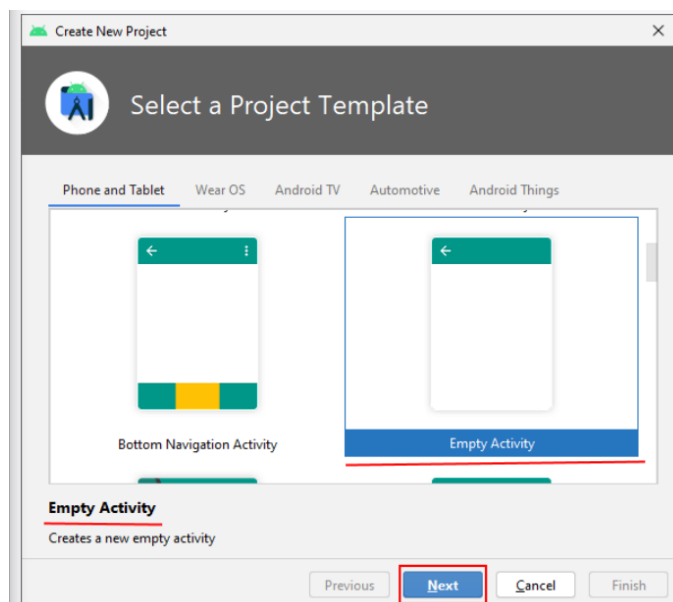 Create New Project
Select a Project Template
Phone and Tablet Wear OS Android TV Automotive Android Things
Bottom Navigation Activity Empty Activity
Empty Activity
Creates a new empty activity
Previous Next Cancel Finish